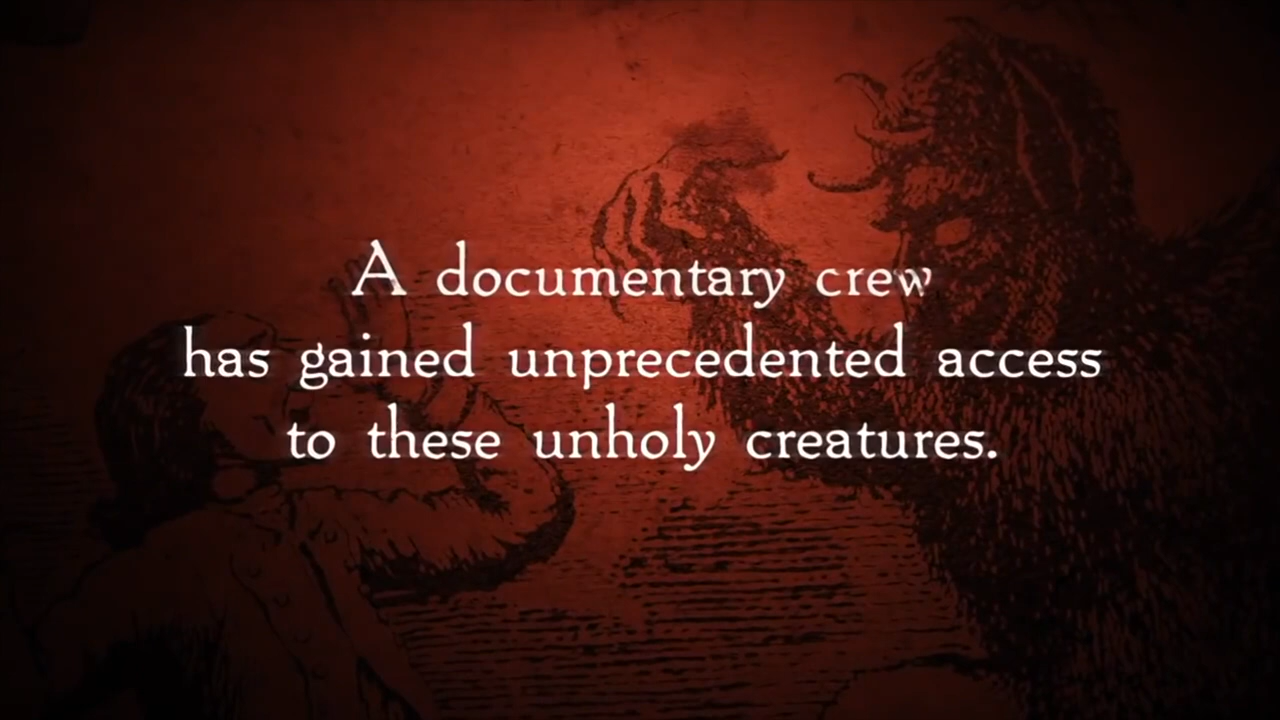 A documentary crew
has gained unprecedented access
to these unholy creatures.